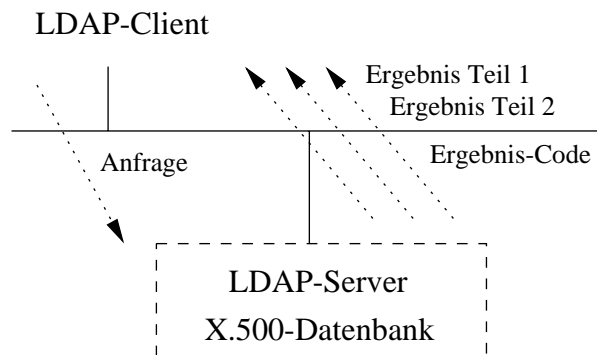 LDAP-Client
Ergebnis Teil 1
Ergebnis Teil 2
Ergebnis-Code
Anfrage
LDAP-Server
X.500-Datenbank